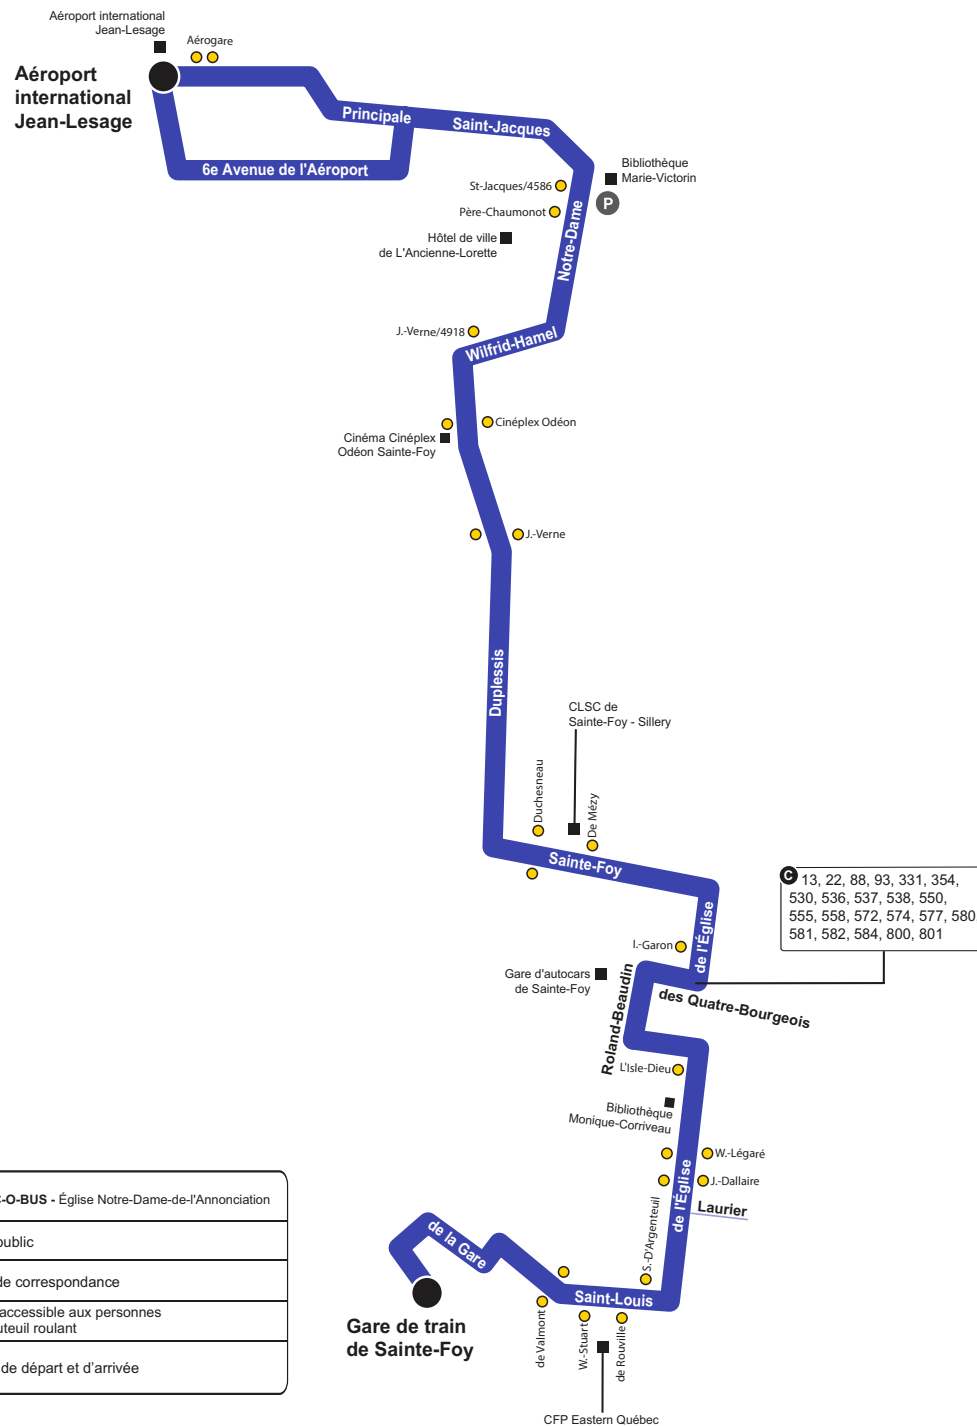 Aéroport international
Jean-Lesage
Aérogare
Aéroport
international
Jean-Lesage
Principale
Saint-Jacques
6e Avenue de l'Aéroport
St-Jacques/4586
Bibliothèque
Marie-Victorin
P
Père-Chaumonot
Notre-Dame
Hôtel de ville
de L'Ancienne-Lorette
J.-Verne/4918
Wilfrid-Hamel
Cinéplex Odéon
Cinéma Cinéplex
Odéon Sainte-Foy
J.-Verne
Duplessis
CLSC de
Sainte-Foy - Sillery
Duchesneau
De Mézy
Sainte-Foy
C 13, 22, 88, 93, 331, 354,
530, 536, 537, 538, 550,
555, 558, 572, 574, 577, 580
581, 582, 584, 800, 801
de l'Église
I.-Garon
Gare d'autocars
de Sainte-Foy
des Quatre-Bourgeois
Roland-Beaudin
L'Isle-Dieu
Bibliothèque
Monique-Corriveau
W.-Légaré
J.-Dallaire
de l'Église
Laurier
S.-D'Argenteuil
de la Gare
Saint-Louis
de Valmont
W.-Stuart
de Rouville
Gare de train
de Sainte-Foy
CFP Eastern Québec
C-O-BUS - Église Notre-Dame-de-l'Annonciation
public
de correspondance
accessible aux personnes
uteuil roulant
de départ et d'arrivée